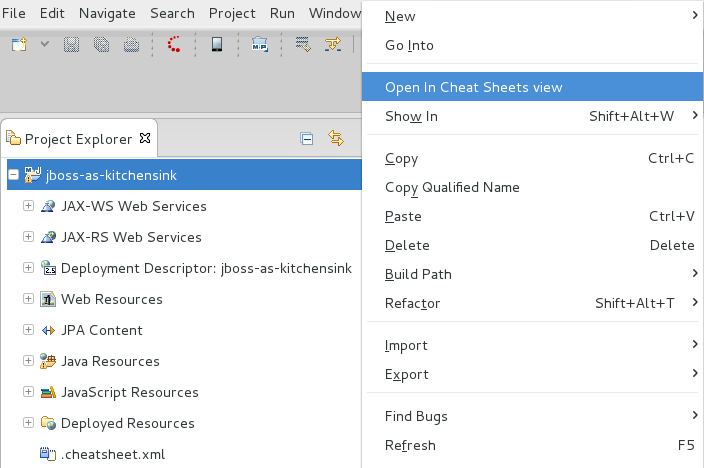 File Edit Navigate Search Project Run Window
Project Explorer
jboss-as-kitchensink
JAX-WS Web Services
JAX-RS Web Services
Deployment Descriptor: jboss-as-kitchensink
Web Resources
JPA Content
Java Resources
JavaScript Resources
Deployed Resources
.cheatsheet.xml
New
Go Into
Open In Cheat Sheets view
Show In Shift+Alt+W
Copy Ctrl+C
Copy Qualified Name
Paste Ctrl+V
Delete Delete
Build Path
Refactor Shift+Alt+T
Import
Export
Find Bugs
Refresh F5